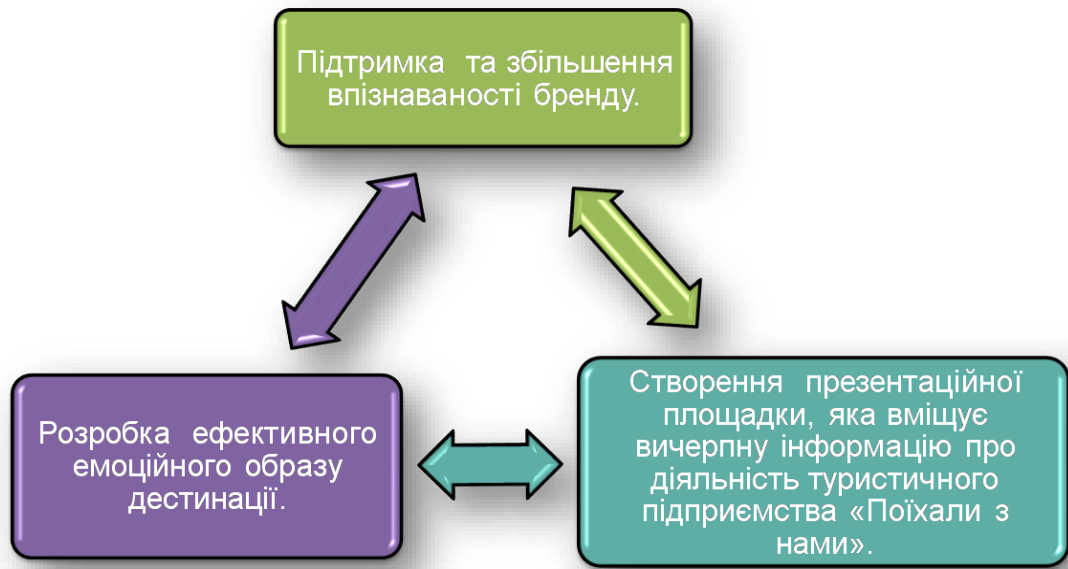 Підтримка та збільшення
впізнаваності бренду.
Розробка ефективного
емоційного образу
дестинації.
Створення презентаційної
площадки, яка вміщує
вичерпну інформацію про
діяльність туристичного
підприємства «Поїхали з
нами».